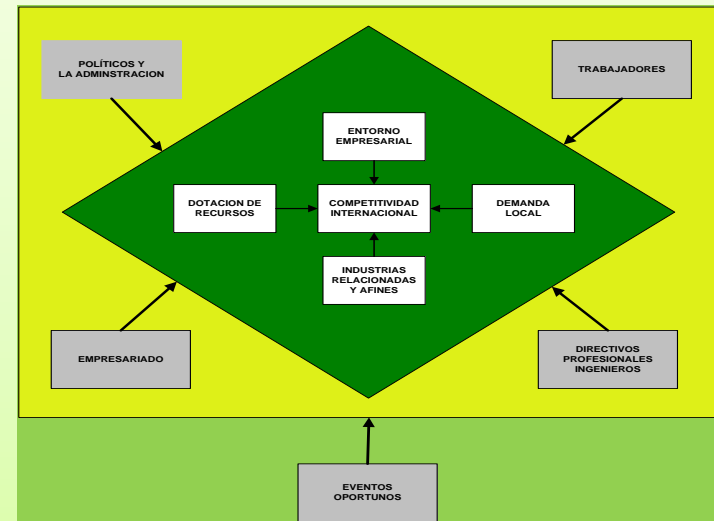 POLÍTICOS Y
LA ADMINSTRACION
TRABAJADORES
ENTORNO
EMPRESARIAL
DOTACION DE
RECURSOS
COMPETITIVIDAD
INTERNACIONAL
DEMANDA
LOCAL
INDUSTRIAS
RELACIONADAS
Y AFINES
EMPRESARIADO
DIRECTIVOS
PROFESIONALES
INGENIEROS
EVENTOS
OPORTUNOS